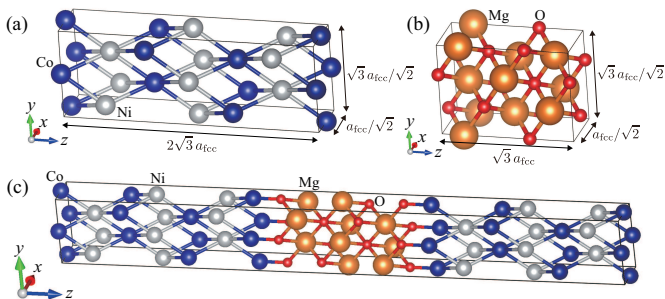 (a)
Co
Ni
√3 a_fcc/√2
a_fcc/√2
2√3 a_fcc
y
x
z
(b)
Mg
O
√3 a_fcc/√2
a_fcc/√2
√3 a_fcc
y
x
z
(c)
Co
Ni
Mg
O
y
x
z